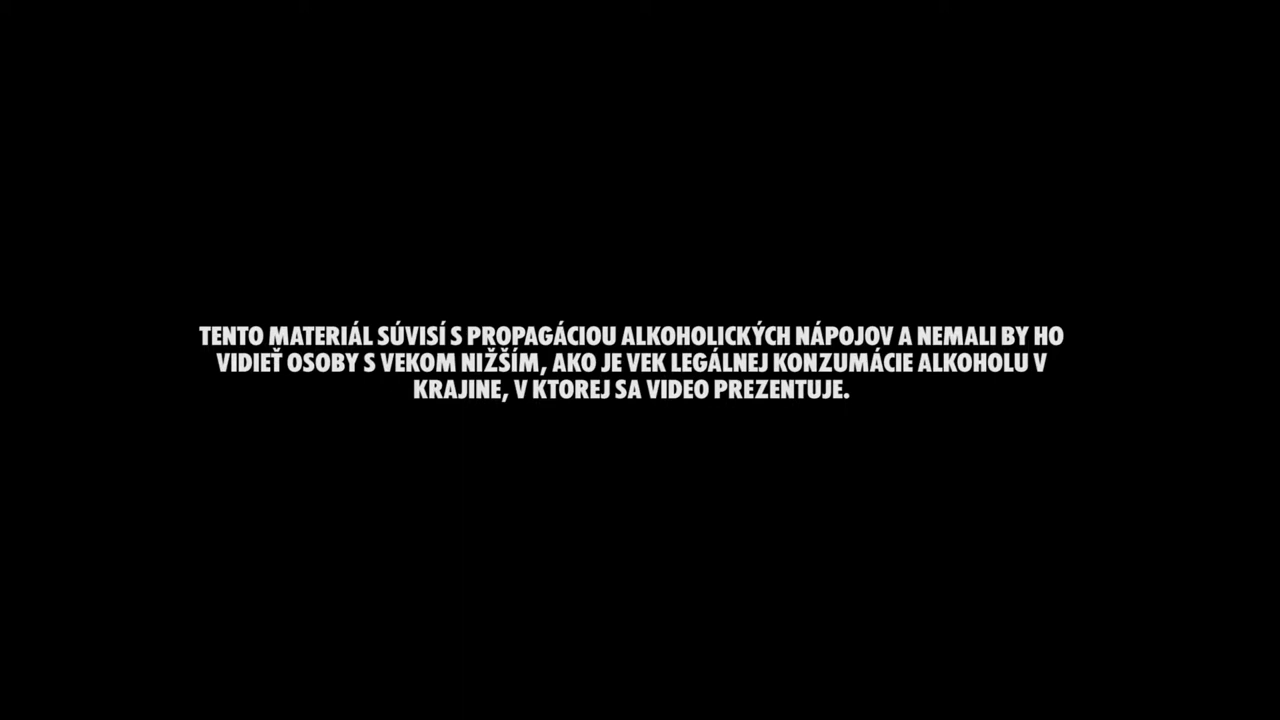 TENTO MATERIÁL SÚVISÍ S PROPAGÁCIOU ALKOHOLICKÝCH NÁPOJOV A NEMALI BY HO
VIDIEŤ OSOBY S VEKOM NIŽŠÍM, AKO JE VEK LEGÁLNEJ KONZUMÁCIE ALKOHOLU V
KRAJINE, V KTOREJ SA VIDEO PREZENTUJE.